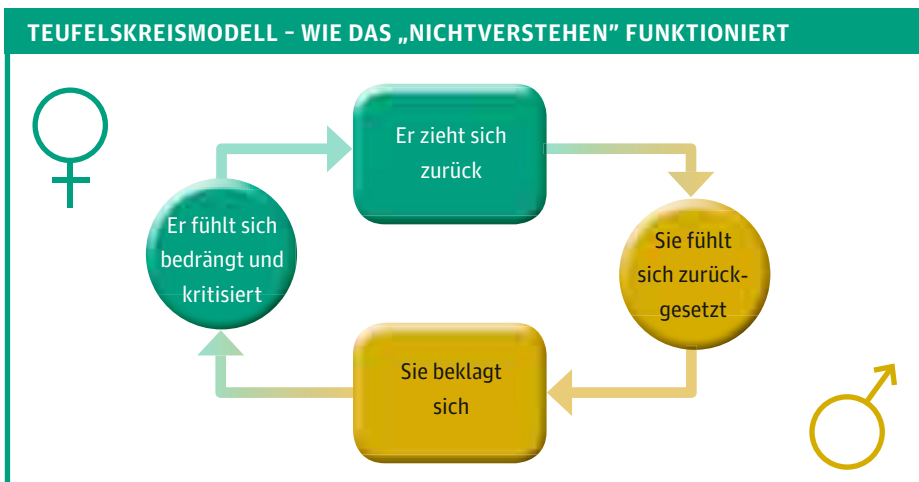 TEUFELSKREISMODELL – WIE DAS „NICHTVERSTEHEN” FUNKTIONIERT
Er zieht sich
zurück
Sie fühlt
sich zurück-
gesetzt
Sie beklagt
sich
Er fühlt sich
bedrängt und
kritisiert